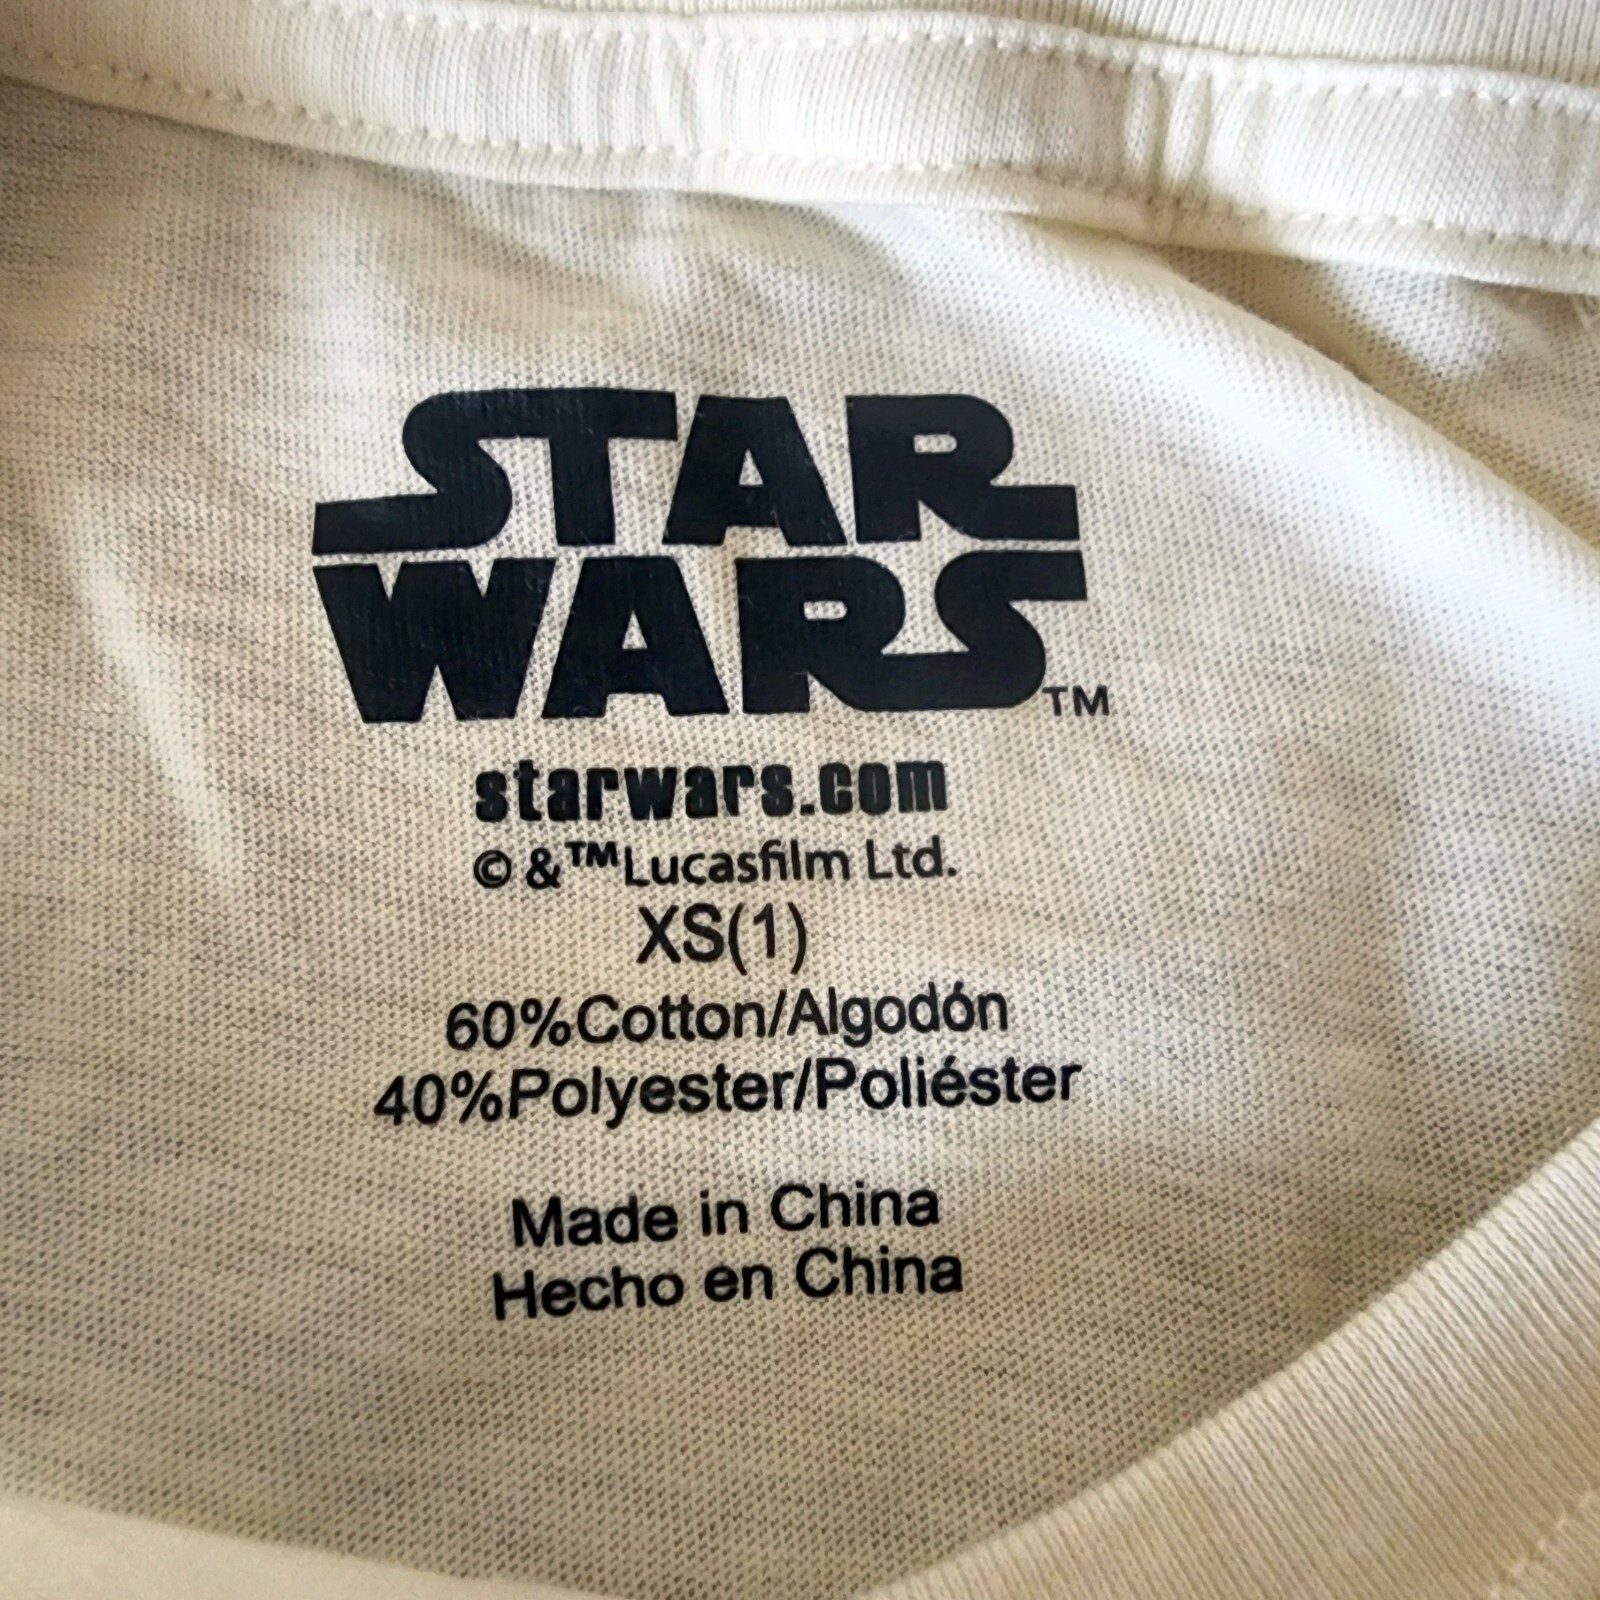 STAR
WARS™
starwars.com
© &™Lucasfilm Ltd.
XS(1)
60%Cotton/Algodón
40%Polyester/Poliéster
Made in China
Hecho en China